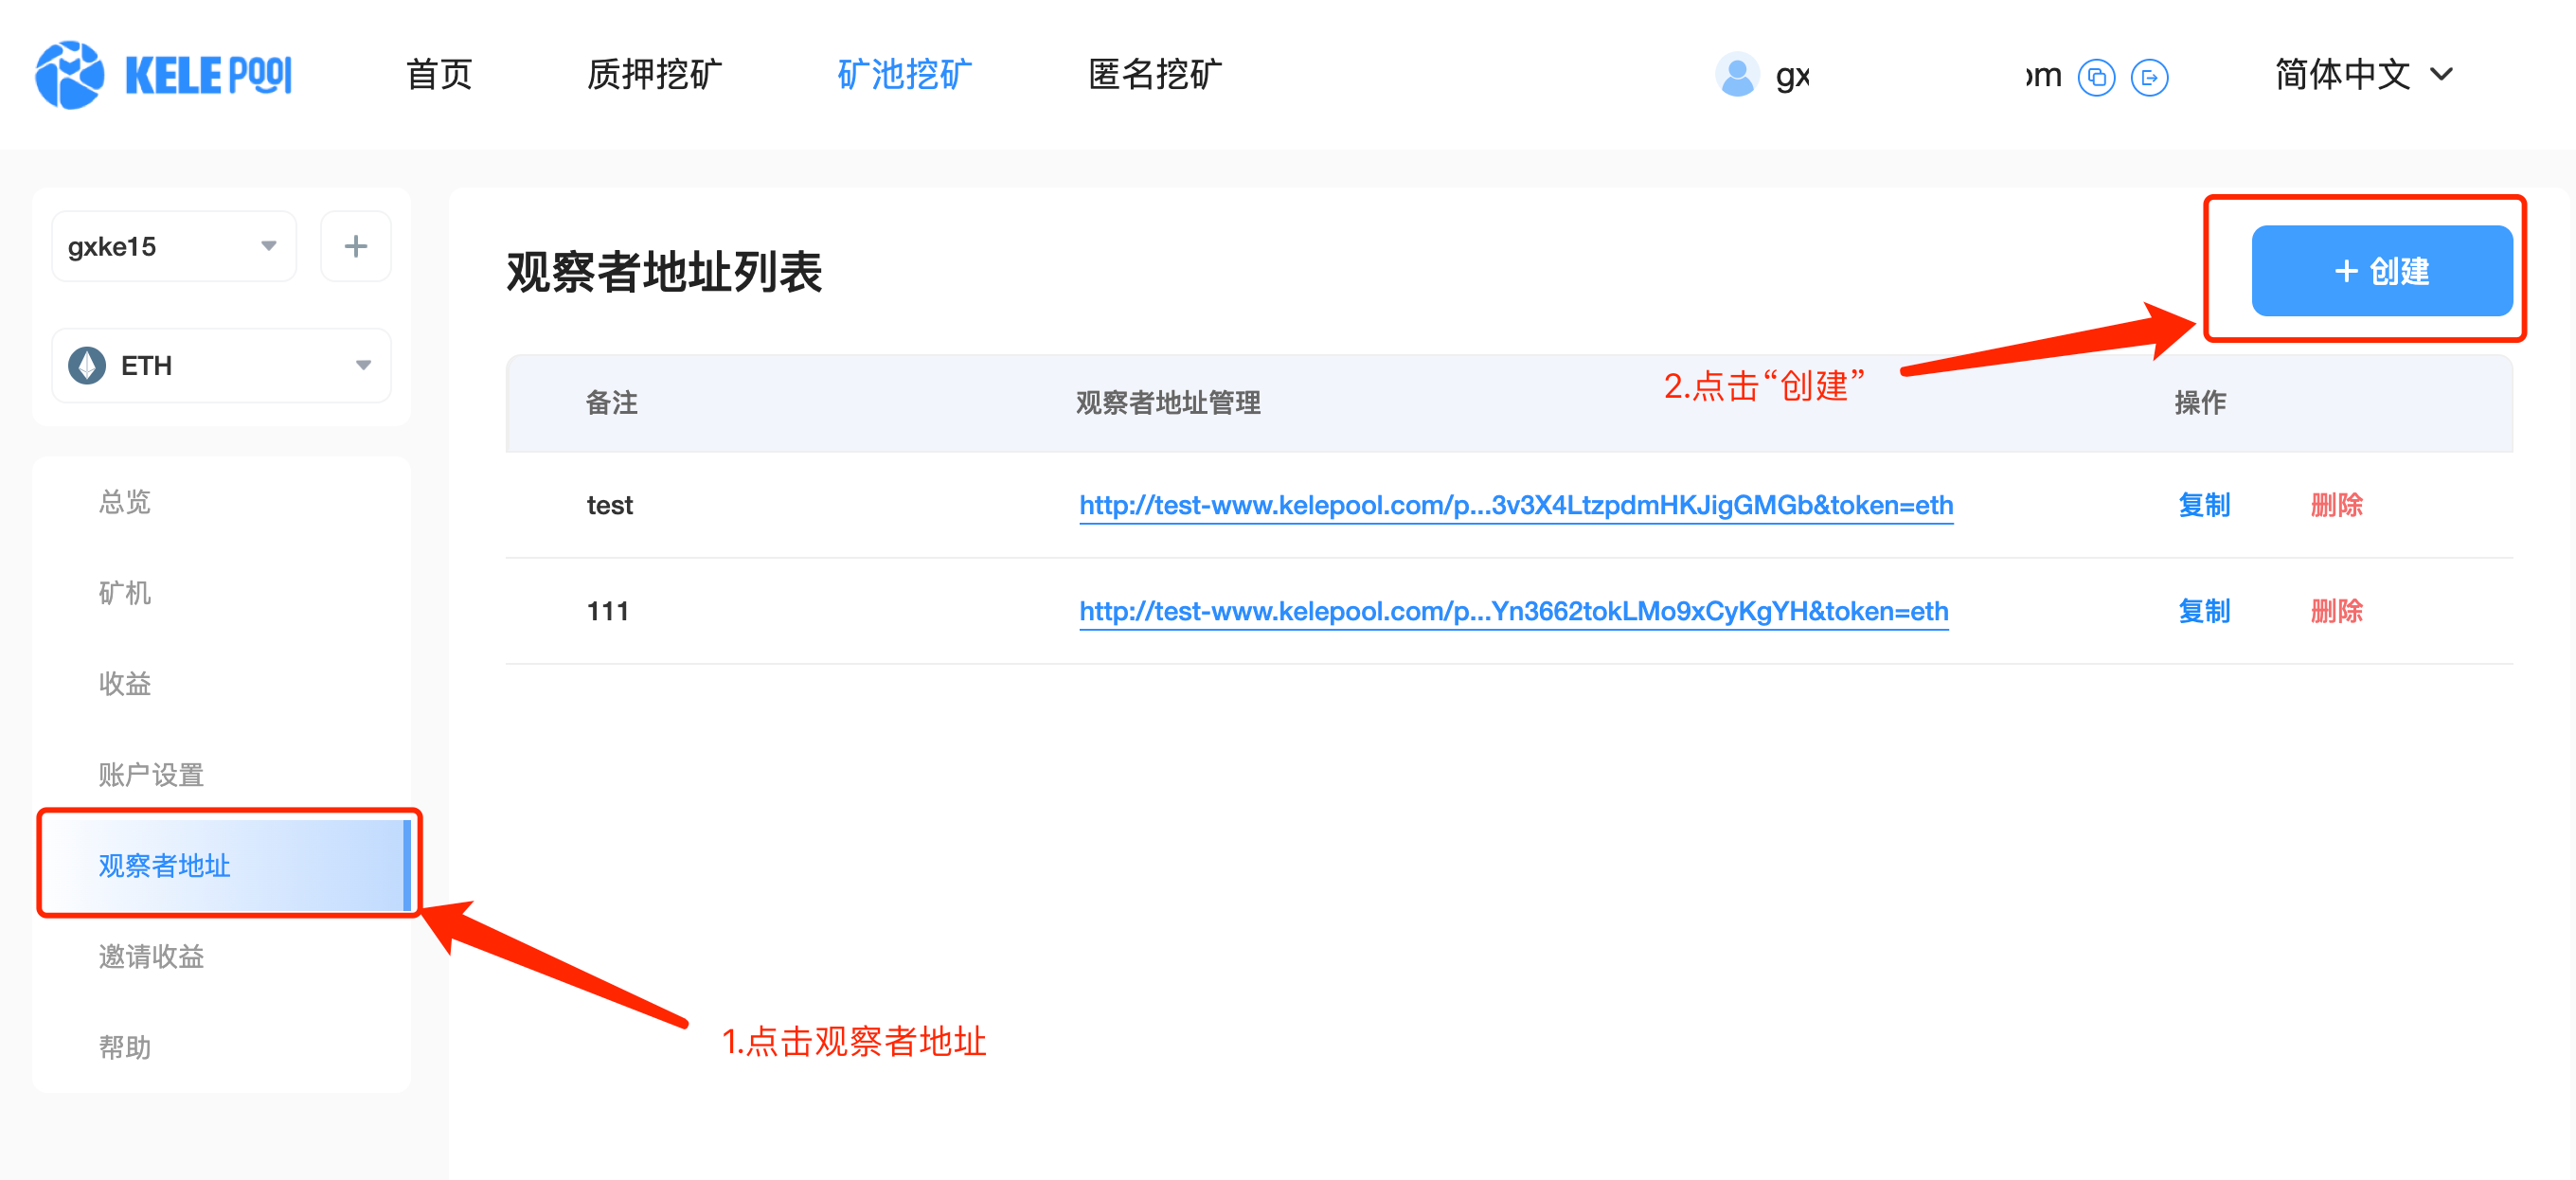 KELE POOL 首页 质押挖矿 矿池挖矿 匿名挖矿 gx om 简体中文
gxke15
ETH
总览
矿机
收益
账户设置
观察者地址
邀请收益
帮助
观察者地址列表
+ 创建
2.点击“创建”
备注 观察者地址管理 操作
test http://test-www.kelepool.com/p...3v3X4LtzpdmHKJigGMGb&token=eth 复制 删除
111 http://test-www.kelepool.com/p...Yn3662tokLMo9xCyKgYH&token=eth 复制 删除
1.点击观察者地址